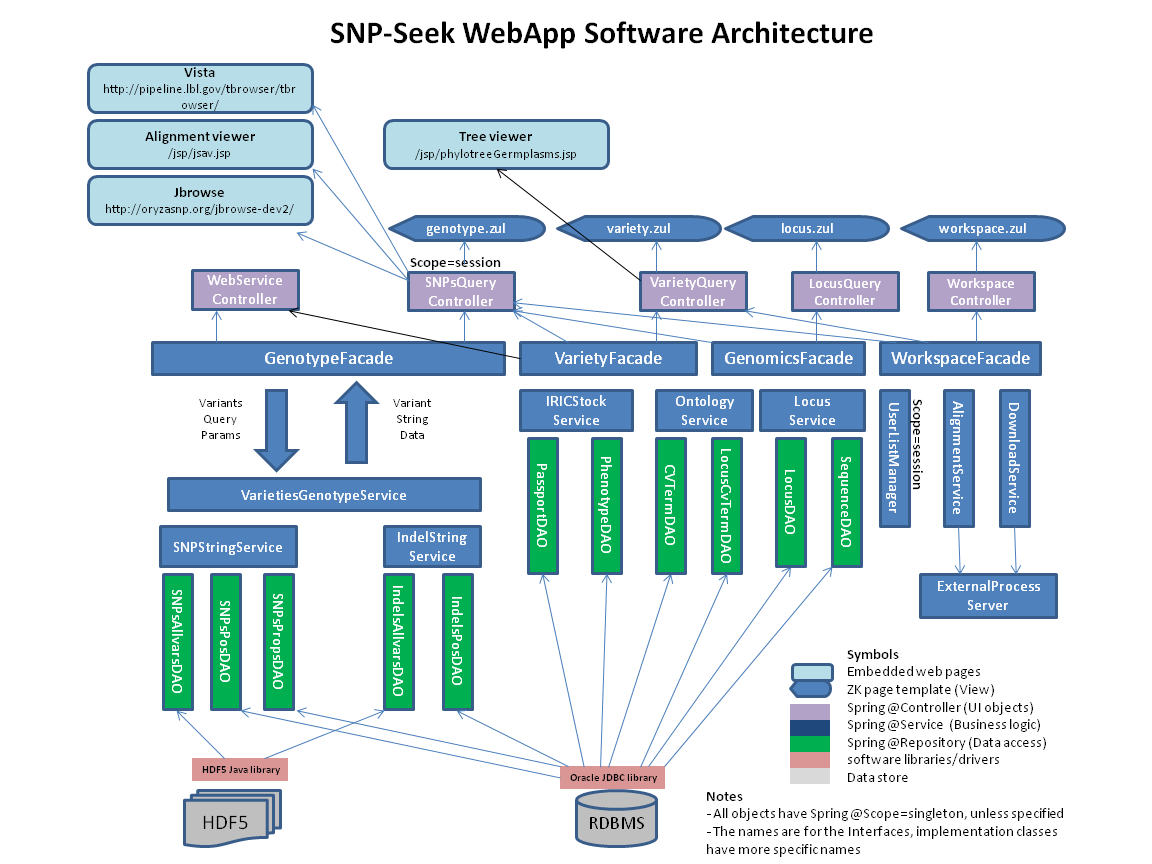 SNP-Seek WebApp Software Architecture
Vista
http://pipeline.lbl.gov/tbrowser/tbr
owser/
Alignment viewer
/jsp/jsav.jsp
Jbrowse
http://oryzasnp.org/jbrowse-dev2/
Tree viewer
/jsp/phylotreeGermplasms.jsp
genotype.zul
variety.zul
locus.zul
workspace.zul
Scope=session
WebService
Controller
SNPsQuery
Controller
VarietyQuery
Controller
LocusQuery
Controller
Workspace
Controller
GenotypeFacade
VarietyFacade
GenomicsFacade
WorkspaceFacade
Variants
Query
Params
Variant
String
Data
IRICStock
Service
Ontology
Service
Locus
Service
UserListManager
Scope=session
AlignmentService
DownloadService
PassportDAO
PhenotypeDAO
CVTermDAO
LocusCvTermDAO
LocusDAO
SequenceDAO
VarietiesGenotypeService
SNPStringService
IndelString
Service
SNPsAllvarsDAO
SNPsPosDAO
SNPsPropsDAO
IndelsAllvarsDAO
IndelsPosDAO
ExternalProcess
Server
HDF5 Java library
HDF5
Oracle JDBC library
RDBMS
Symbols
Embedded web pages
ZK page template (View)
Spring @Controller (UI objects)
Spring @Service (Business logic)
Spring @Repository (Data access)
software libraries/drivers
Data store
Notes
-All objects have Spring @Scope=singleton, unless specified
-The names are for the Interfaces, implementation classes
have more specific names